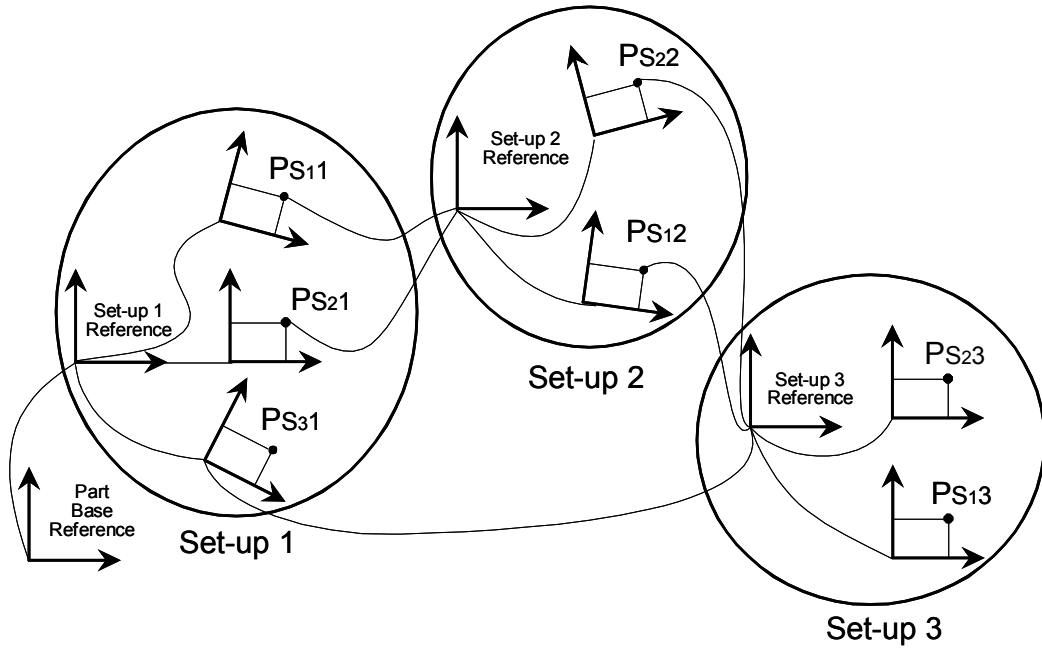 PS22
Set-up 2
Reference
PS11
PS12
Set-up 1
Reference
PS21
Set-up 2
PS23
Set-up 3
Reference
PS31
Part
Base
Reference
PS13
Set-up 1
Set-up 3